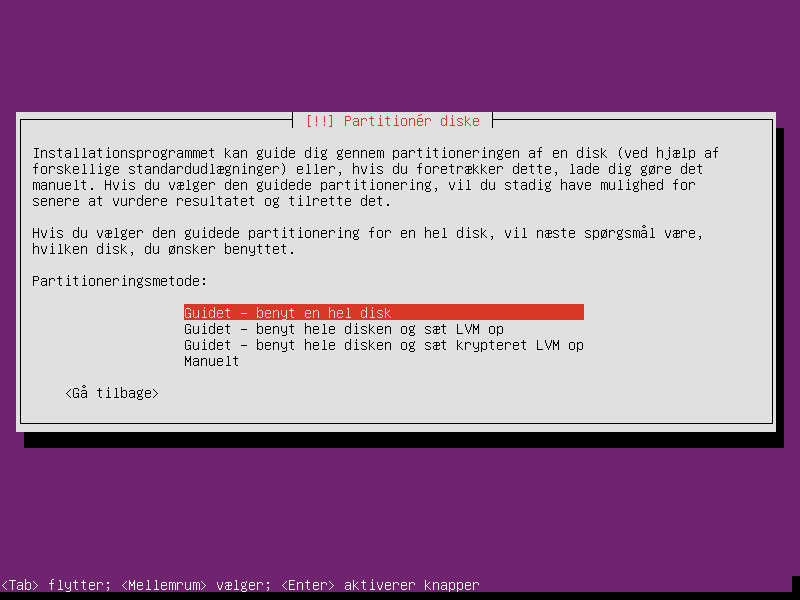 [!!] Partitionér diske
Installationsprogrammet kan guide dig gennem partitioneringen af en disk (ved hjælp af
forskellige standardudlægninger) eller, hvis du foretrækker dette, lade dig gøre det
manuelt. Hvis du vælger den guidede partitionering, vil du stadig have mulighed for
senere at vurdere resultatet og tilrette det.
Hvis du vælger den guidede partitionering for en hel disk, vil næste spørgsmål være,
hvilken disk, du ønsker benyttet.
Partitioneringsmetode:
Guidet - benyt en hel disk
Guidet - benyt hele disken og sæt LVM op
Guidet - benyt hele disken og sæt krypteret LVM op
Manuelt
<Gå tilbage>
<Tab> flytter; <Mellemrum> vælger; <Enter> aktiverer knapper